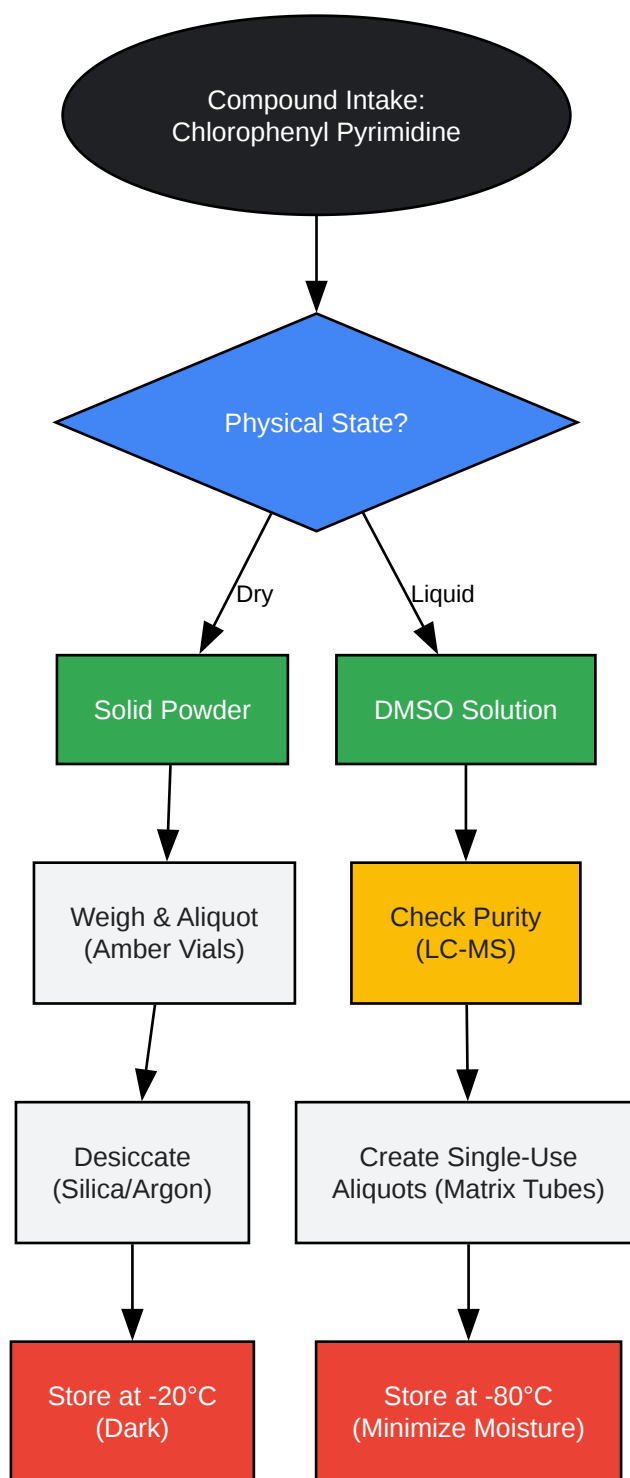 Compound Intake:
Chlorophenyl Pyrimidine
Physical State?
Dry
Liquid
Solid Powder
DMSO Solution
Weigh & Aliquot
(Amber Vials)
Check Purity
(LC-MS)
Desiccate
(Silica/Argon)
Create Single-Use
Aliquots (Matrix Tubes)
Store at -20°C
(Dark)
Store at -80°C
(Minimize Moisture)